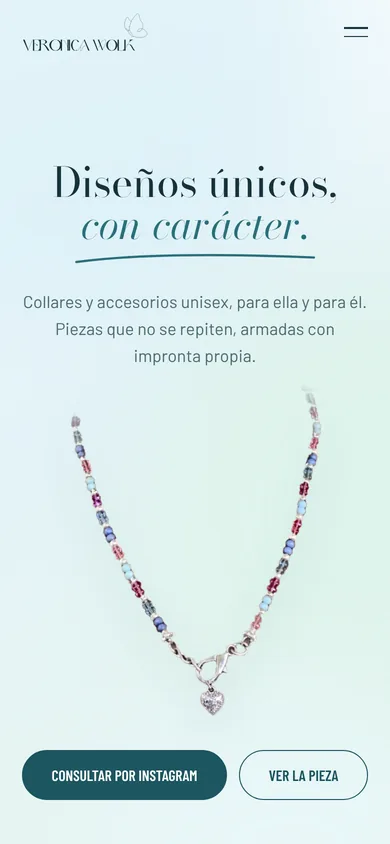 VERONICA WOLK
Diseños únicos,
con carácter.
Collares y accesorios unisex, para ella y para él.
Piezas que no se repiten, armadas con
impronta propia.
CONSULTAR POR INSTAGRAM
VER LA PIEZA